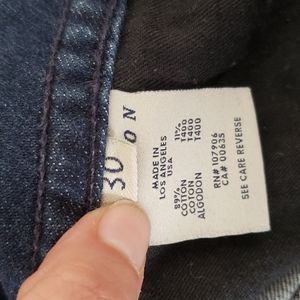 O N
30
MADE IN
LOS ANGELES
USA
89% 11%
COTTON T400
COTON T400
ALGODON T400
RN# 107906
CA# 00635
SEE CARE REVERSE